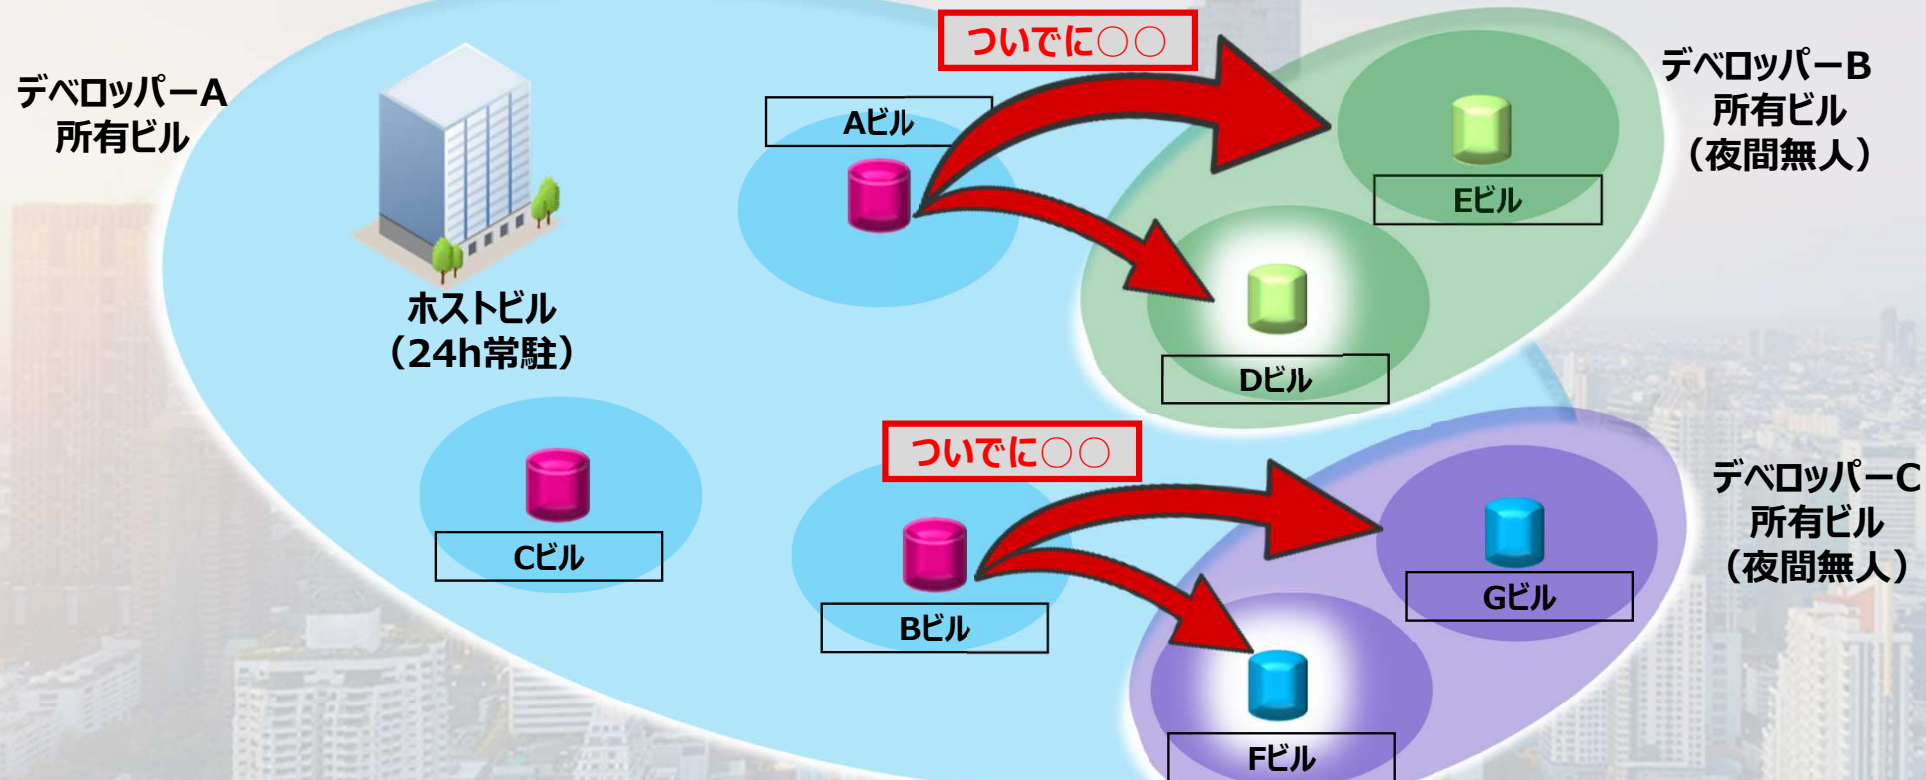 デベロッパーA
所有ビル
ホストビル
（24h常駐）
ついでに○○
Aビル
Eビル
Dビル
デベロッパーB
所有ビル
（夜間無人）
Cビル
ついでに○○
Bビル
Gビル
Fビル
デベロッパーC
所有ビル
（夜間無人）